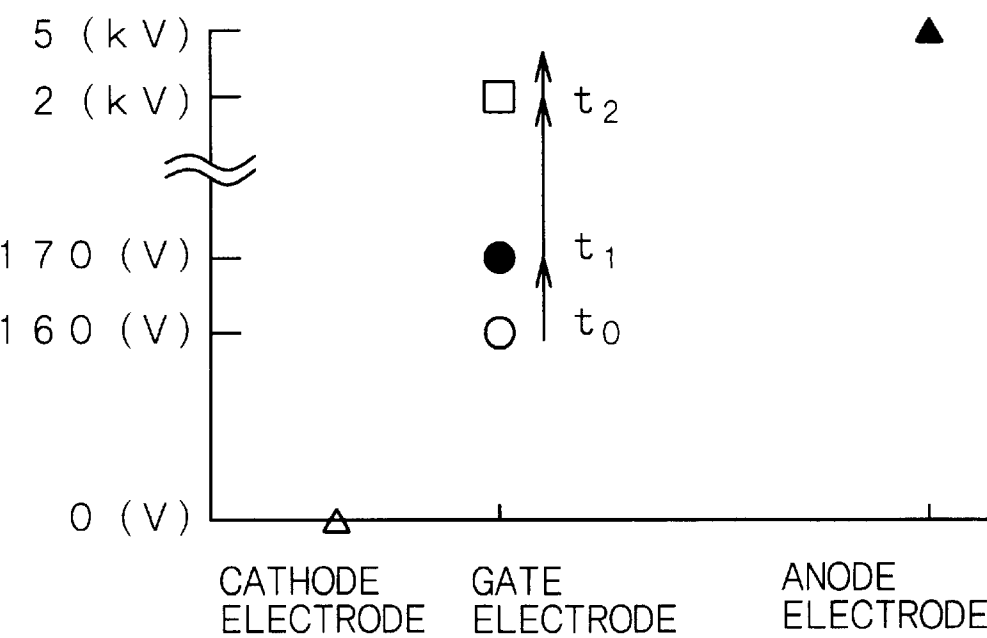 5 (kV)
2 (kV)
t2
170 (V)
t1
160 (V)
t0
0 (V)
CATHODE
ELECTRODE
GATE
ELECTRODE
ANODE
ELECTRODE